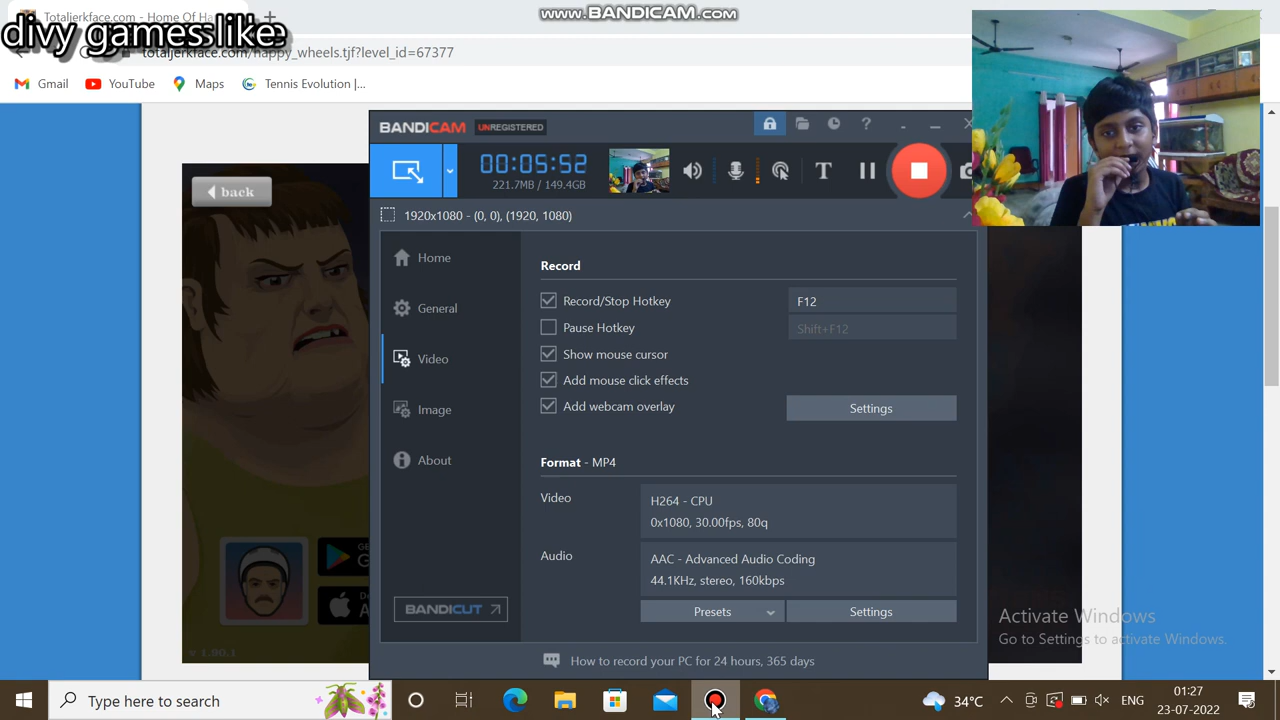 www.BANDICAM.com
Totaljerkface.com - Home Of Ha
divy games like
totaljerkface.com/happy_wheels.tjf?level_id=67377
Gmail
YouTube
Maps
Tennis Evolution |...
BANDICAM UNREGISTERED
back
00:05:52
221.7MB / 149.4GB
1920x1080 - (0, 0), (1920, 1080)
Home
General
Video
Image
About
BANDICUT
Record
Record/Stop Hotkey
F12
Pause Hotkey
Shift+F12
Show mouse cursor
Add mouse click effects
Add webcam overlay
Settings
Format - MP4
Video
H264 - CPU
0x1080, 30.00fps, 80q
Audio
AAC - Advanced Audio Coding
44.1KHz, stereo, 160kbps
Presets
Settings
How to record your PC for 24 hours, 365 days
v 1.90.1
Activate Windows
Go to Settings to activate Windows.
Type here to search
34°C
ENG
01:27
23-07-2022